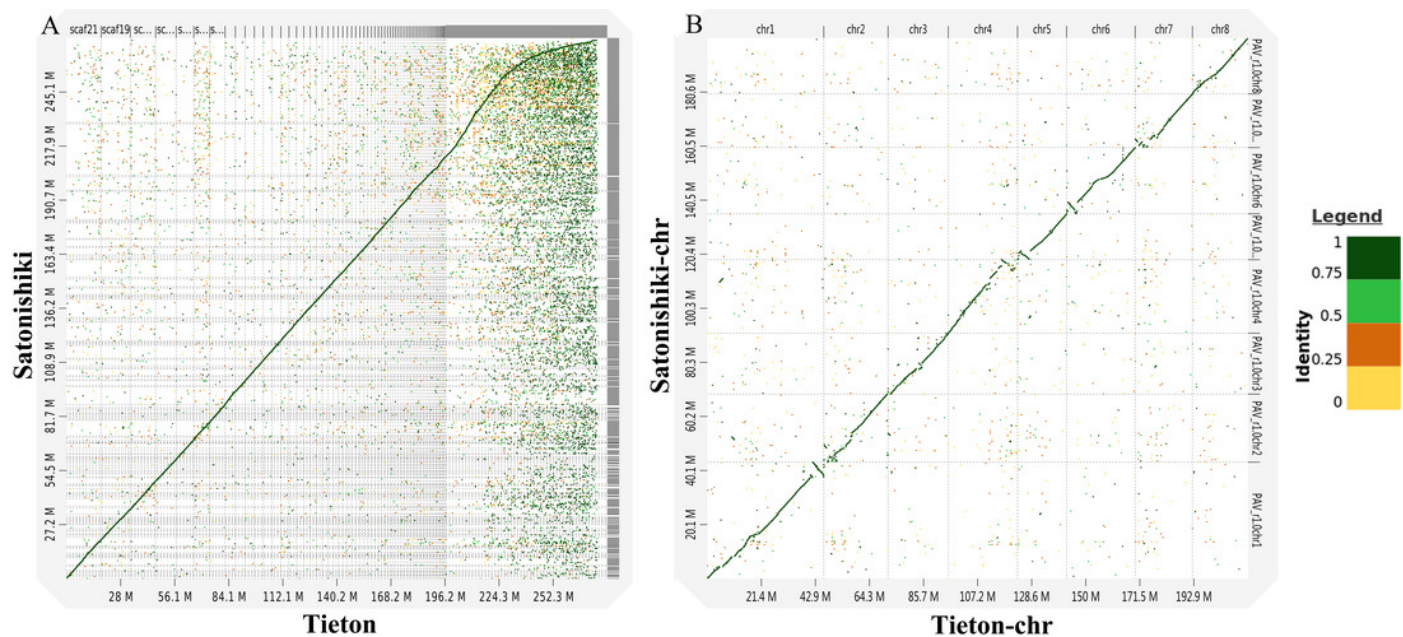 A
scaf21 scaf19 sc... sc... s... s... s...
245.1 M
217.9 M
190.7 M
163.4 M
136.2 M
108.9 M
81.7 M
54.5 M
27.2 M
Satonishiki
28 M 56.1 M 84.1 M 112.1 M 140.2 M 168.2 M 196.2 M 224.3 M 252.3 M
Tieton
B
chr1 chr2 chr3 chr4 chr5 chr6 chr7 chr8
180.6 M
160.5 M
140.5 M
120.4 M
100.3 M
80.3 M
60.2 M
40.1 M
20.1 M
Satonishiki-chr
PAV_r1.0chr8
PAV_r1.0...
PAV_r1.0chr6
PAV_r1.0...
PAV_r1.0chr4
PAV_r1.0chr3
PAV_r1.0chr2
PAV_r1.0chr1
21.4 M 42.9 M 64.3 M 85.7 M 107.2 M 128.6 M 150 M 171.5 M 192.9 M
Tieton-chr
Legend
1
0.75
0.5
0.25
0
Identity